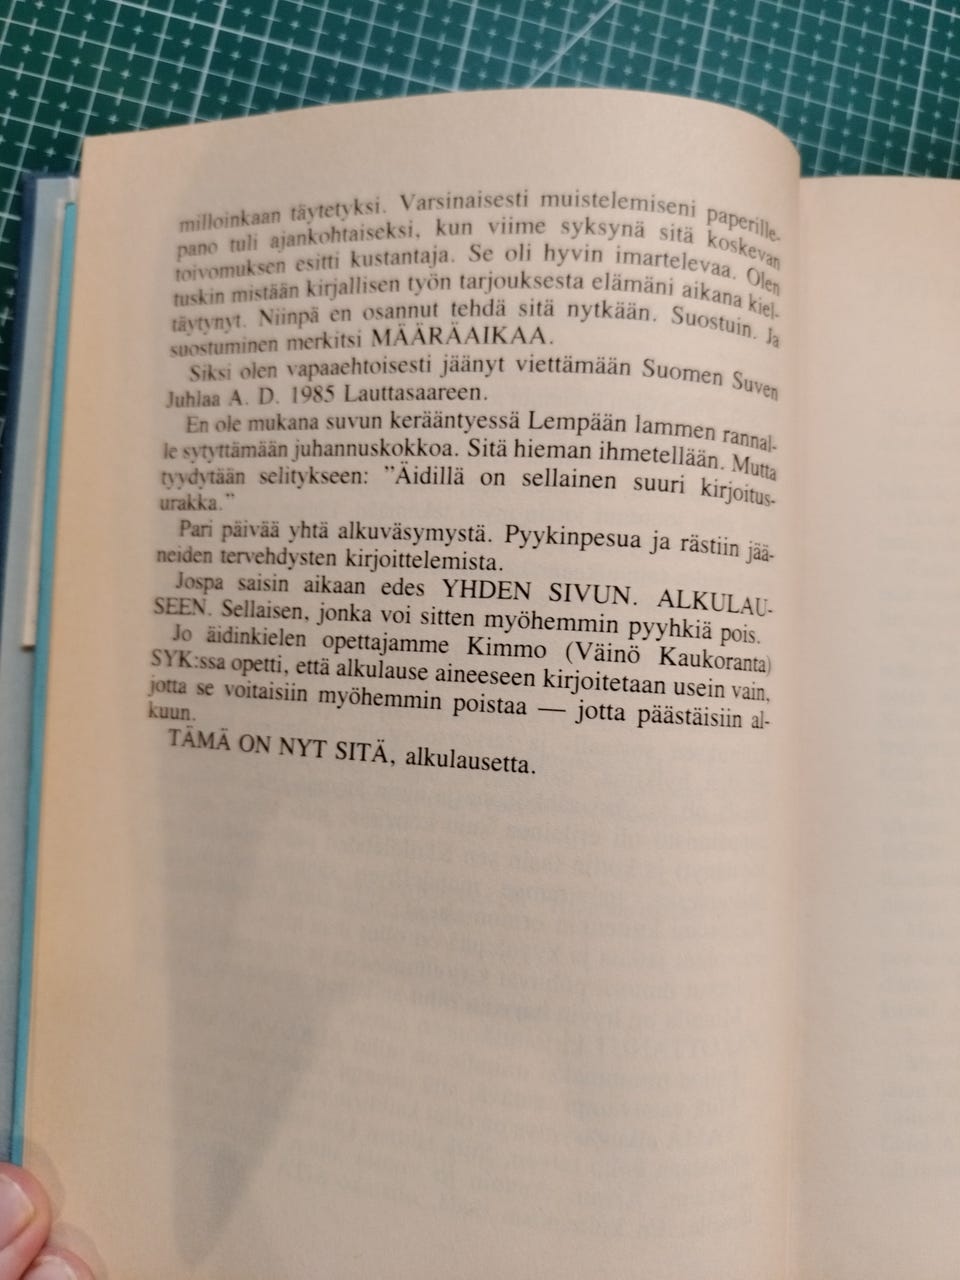 milloinkaan täytetyksi. Varsinaisesti muistelemiseni paperille-
pano tuli ajankohtaiseksi, kun viime syksynä sitä koskevan
toivomuksen esitti kustantaja. Se oli hyvin imartelevaa. Olen
tuskin mistään kirjallisen työn tarjouksesta elämäni aikana kiel-
täytynyt. Niinpä en osannut tehdä sitä nytkään. Suostuin. Ja
suostuminen merkitsi MÄÄRÄAIKAA.
Siksi olen vapaaehtoisesti jäänyt viettämään Suomen Suven
Juhlaa A. D. 1985 Lauttasaareen.
En ole mukana suvun kerääntyessä Lempään lammen rannal-
le sytyttämään juhannuskokkoa. Sitä hieman ihmetellään. Mutta
tyydytään selitykseen: ”Äidillä on sellainen suuri kirjoitus-
urakka.”
Pari päivää yhtä alkuväsymystä. Pyykinpesua ja rästiin jää-
neiden tervehdysten kirjoittelemista.
Jospa saisin aikaan edes YHDEN SIVUN. ALKULAU-
SEEN. Sellaisen, jonka voi sitten myöhemmin pyyhkiä pois.
Jo äidinkielen opettajamme Kimmo (Väinö Kaukoranta)
SYK:ssa opetti, että alkulause aineeseen kirjoitetaan usein vain,
jotta se voitaisiin myöhemmin poistaa — jotta päästäisiin al-
kuun.
TÄMÄ ON NYT SITÄ, alkulausetta.